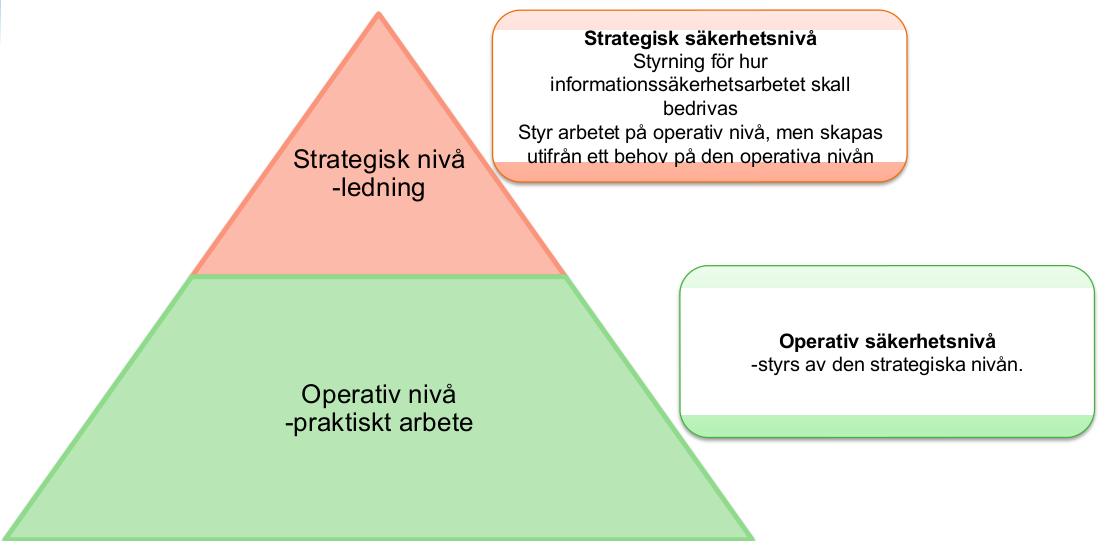 Strategisk nivå
-ledning
Strategisk säkerhetsnivå
Styrning för hur
informationssäkerhetsarbetet skall
bedrivas
Styr arbetet på operativ nivå, men skapas
utifrån ett behov på den operativa nivån
Operativ nivå
-praktiskt arbete
Operativ säkerhetsnivå
-styrs av den strategiska nivån.